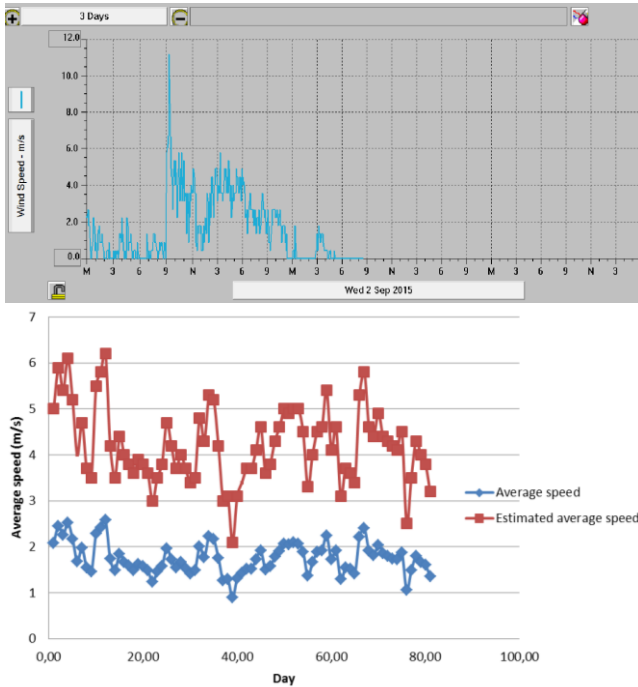 3 Days
12.0
10.0
8.0
6.0
4.0
2.0
0.0
Wind Speed - m/s
M 3 6 9 N 3 6 9 M 3 6 9 N 3 6 9 M 3 6 9 N 3
Wed 2 Sep 2015
7
6
5
4
3
2
1
0
Average speed (m/s)
Average speed
Estimated average speed
0,00 20,00 40,00 60,00 80,00 100,00
Day